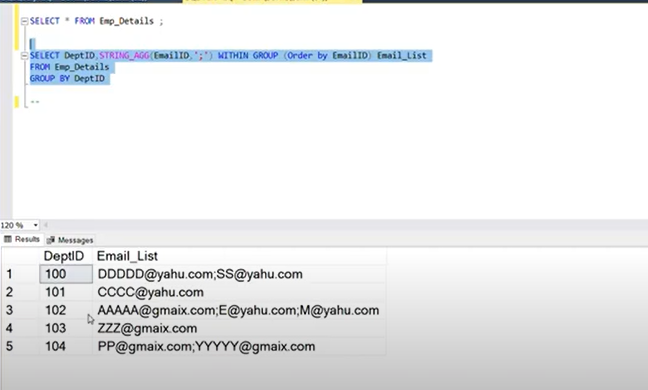 SELECT * FROM Emp_Details ;
SELECT DeptID,STRING_AGG(EmailID,';') WITHIN GROUP (Order by EmailID) Email_List
FROM Emp_Details
GROUP BY DeptID
--
120 %
Results Messages
DeptID Email_List
1 100 DDDDD@yahu.com;SS@yahu.com
2 101 CCCC@yahu.com
3 102 AAAAA@gmaix.com;E@yahu.com;M@yahu.com
4 103 ZZZ@gmaix.com
5 104 PP@gmaix.com;YYYYY@gmaix.com